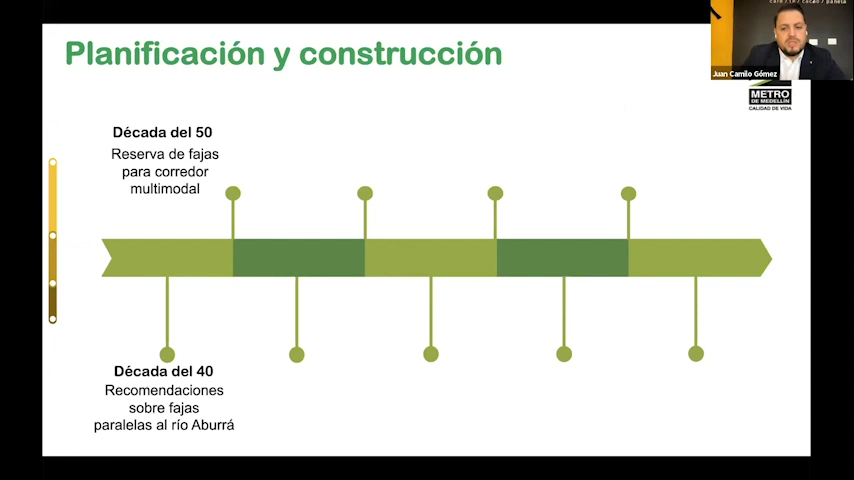 Planificación y construcción
Juan Camilo Gómez
METRO
DE MEDELLÍN
CALIDAD DE VIDA
Década del 50
Reserva de fajas
para corredor
multimodal
Década del 40
Recomendaciones
sobre fajas
paralelas al río Aburrá